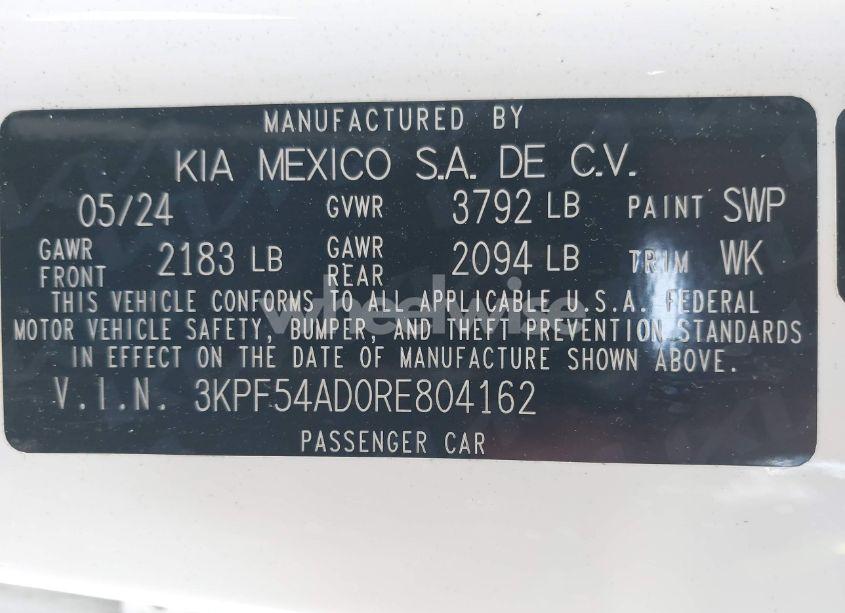 MANUFACTURED BY
KIA MEXICO S.A. DE C.V.
05/24 GVWR 3792 LB PAINT SWP
GAWR FRONT 2183 LB GAWR REAR 2094 LB TRIM WK
THIS VEHICLE CONFORMS TO ALL APPLICABLE U.S.A. FEDERAL
MOTOR VEHICLE SAFETY, BUMPER, AND THEFT PREVENTION STANDARDS
IN EFFECT ON THE DATE OF MANUFACTURE SHOWN ABOVE.
V.I.N. 3KPF54AD0RE804162
PASSENGER CAR
wheelwise